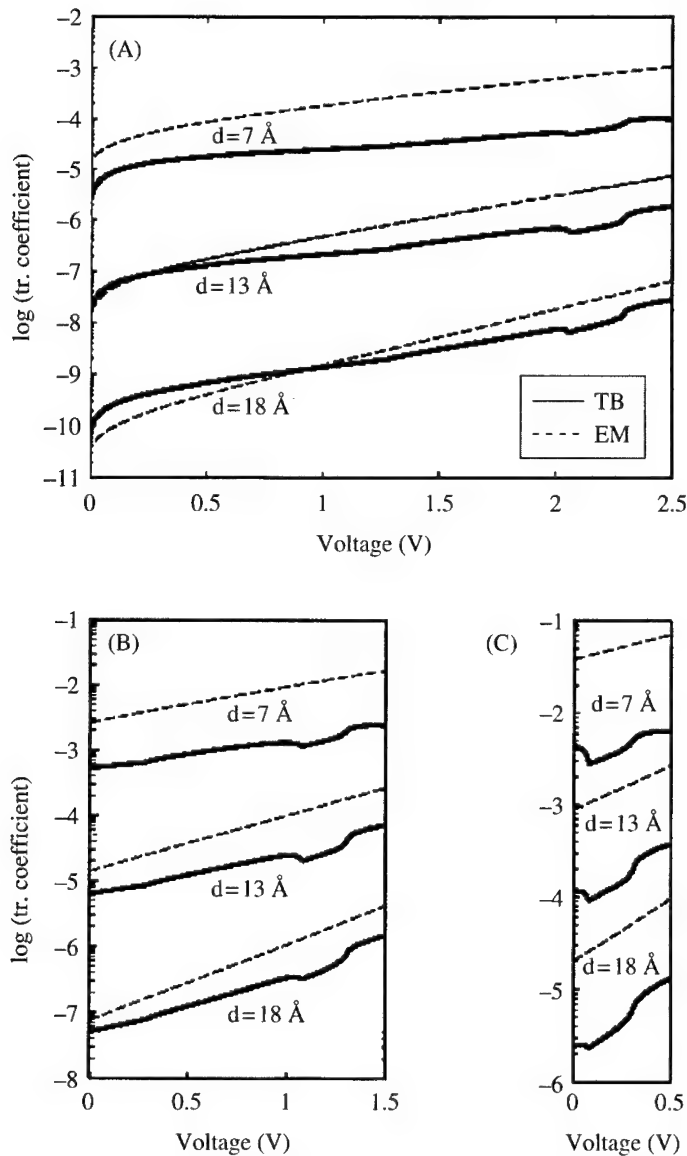 (A)
log (tr. coefficient)
−2
−3
−4
−5
−6
−7
−8
−9
−10
−11
d=7 Å
d=13 Å
d=18 Å
TB
EM
0
0.5
1
1.5
2
2.5
Voltage (V)
(B)
log (tr. coefficient)
−1
−2
−3
−4
−5
−6
−7
−8
d=7 Å
d=13 Å
d=18 Å
0
0.5
1
1.5
Voltage (V)
(C)
−1
−2
−3
−4
−5
−6
d=7 Å
d=13 Å
d=18 Å
0
0.5
Voltage (V)